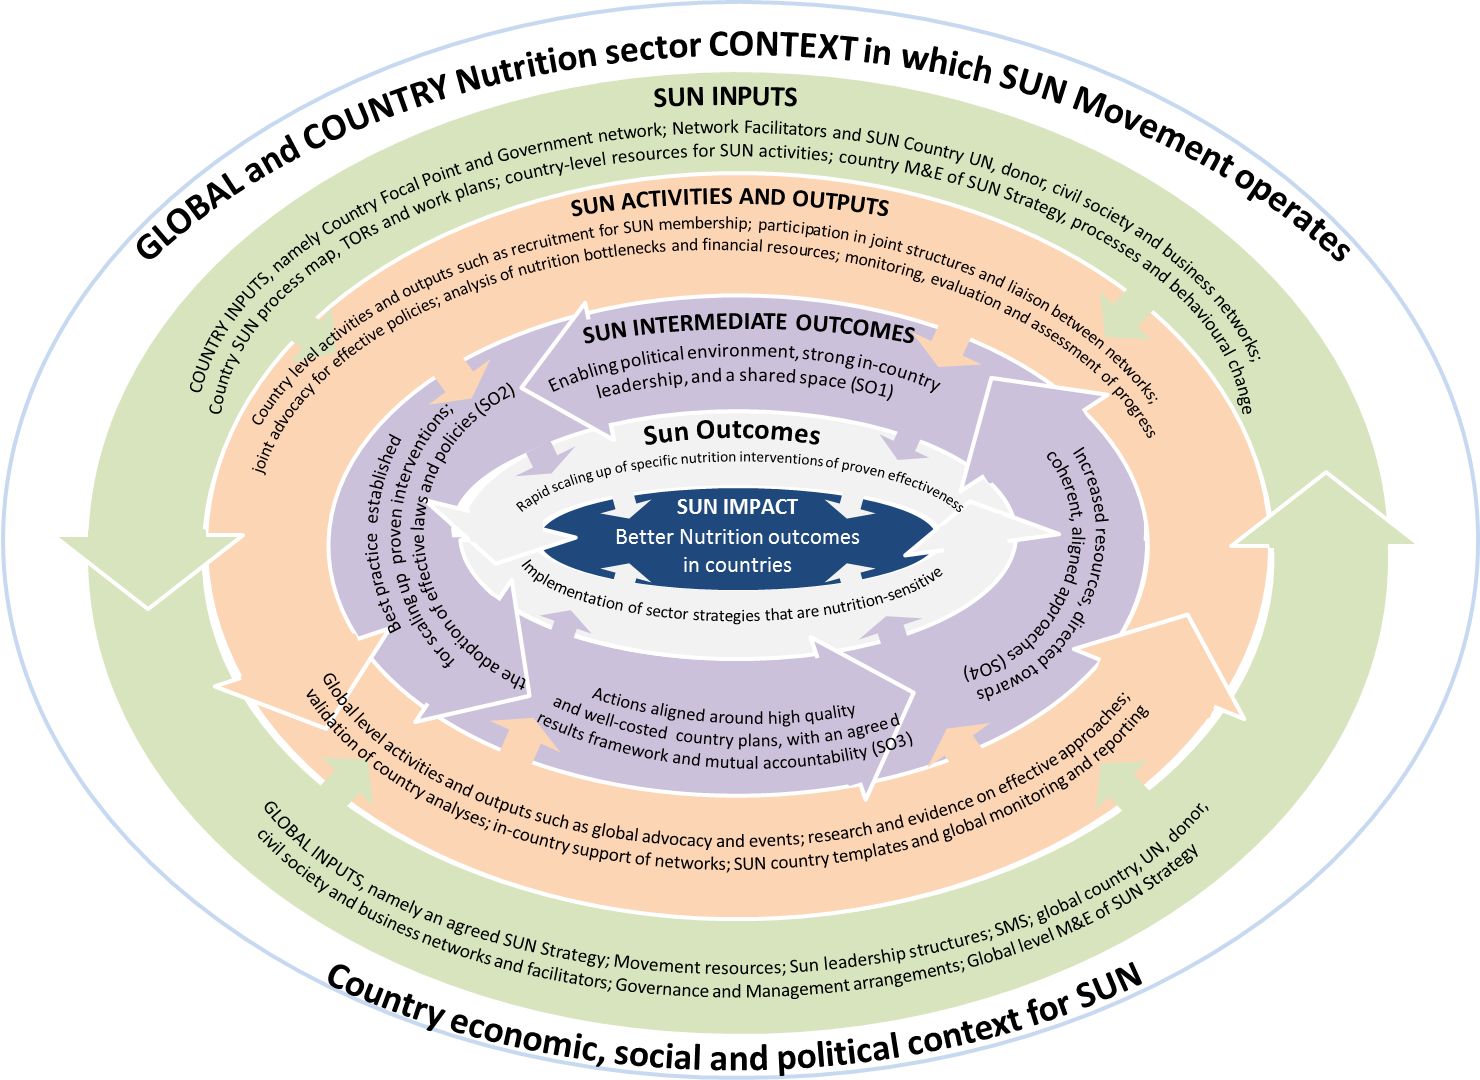 GLOBAL and COUNTRY Nutrition sector CONTEXT in which SUN Movement operates
SUN INPUTS
COUNTRY INPUTS, namely Country Focal Point and Government network; Network Facilitators and SUN Country UN, donor, civil society and business networks;
Country SUN process map, TORs and work plans; country-level resources for SUN activities; country M&E of SUN Strategy, processes and behavioural change
SUN ACTIVITIES AND OUTPUTS
Country level activities and outputs such as recruitment for SUN membership; participation in joint structures and liaison between networks;
joint advocacy for effective policies; analysis of nutrition bottlenecks and financial resources; monitoring, evaluation and assessment of progress
SUN INTERMEDIATE OUTCOMES
Enabling political environment, strong in-country
leadership, and a shared space (SO1)
Best practice established
for scaling up proven interventions;
the adoption of effective laws and policies (SO2)
Increased resources, directed towards
coherent, aligned approaches (SO4)
Sun Outcomes
Rapid scaling up of specific nutrition interventions of proven effectiveness
SUN IMPACT
Better Nutrition outcomes
in countries
Implementation of sector strategies that are nutrition-sensitive
Actions aligned around high quality
and well-costed country plans, with an agreed
results framework and mutual accountability (SO3)
Global level activities and outputs such as global advocacy and events; research and evidence on effective approaches;
validation of country analyses; in-country support of networks; SUN country templates and global monitoring and reporting
GLOBAL INPUTS, namely an agreed SUN Strategy; Movement resources; Sun leadership structures; SMS; global country, UN, donor,
civil society and business networks and facilitators; Governance and Management arrangements; Global level M&E of SUN Strategy
Country economic, social and political context for SUN